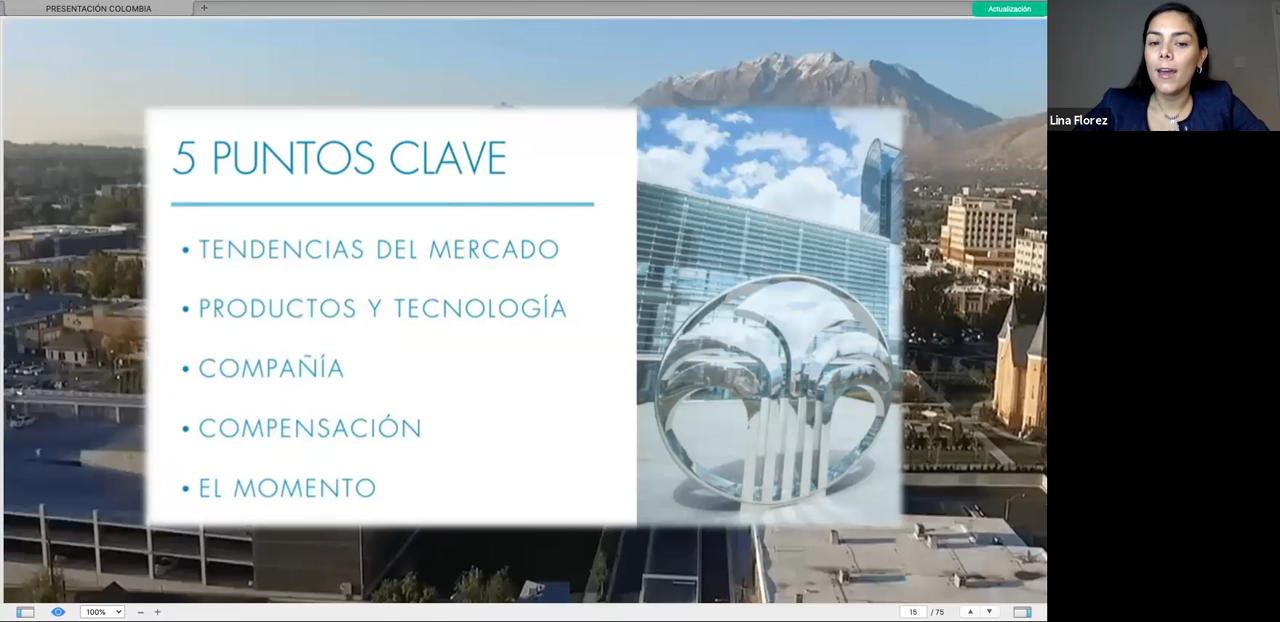 PRESENTACIÓN COLOMBIA
+
Actualización
Lina Florez
5 PUNTOS CLAVE
• TENDENCIAS DEL MERCADO
• PRODUCTOS Y TECNOLOGÍA
• COMPAÑÍA
• COMPENSACIÓN
• EL MOMENTO
100%
− +
15 / 75